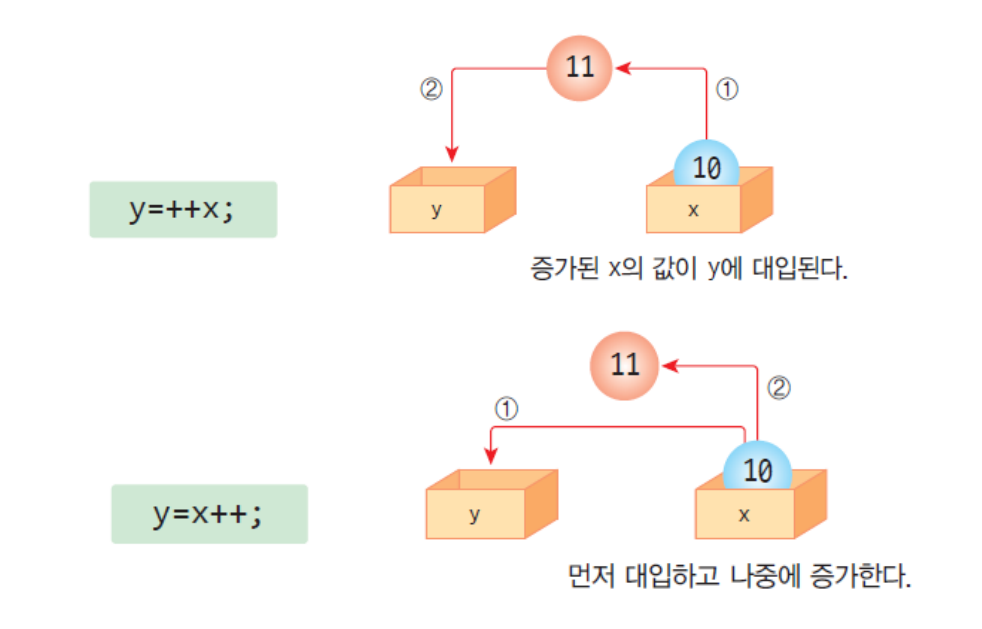 11
②
①
10
y=++x;
y
x
증가된 x의 값이 y에 대입된다.
11
②
①
10
y=x++;
y
x
먼저 대입하고 나중에 증가한다.